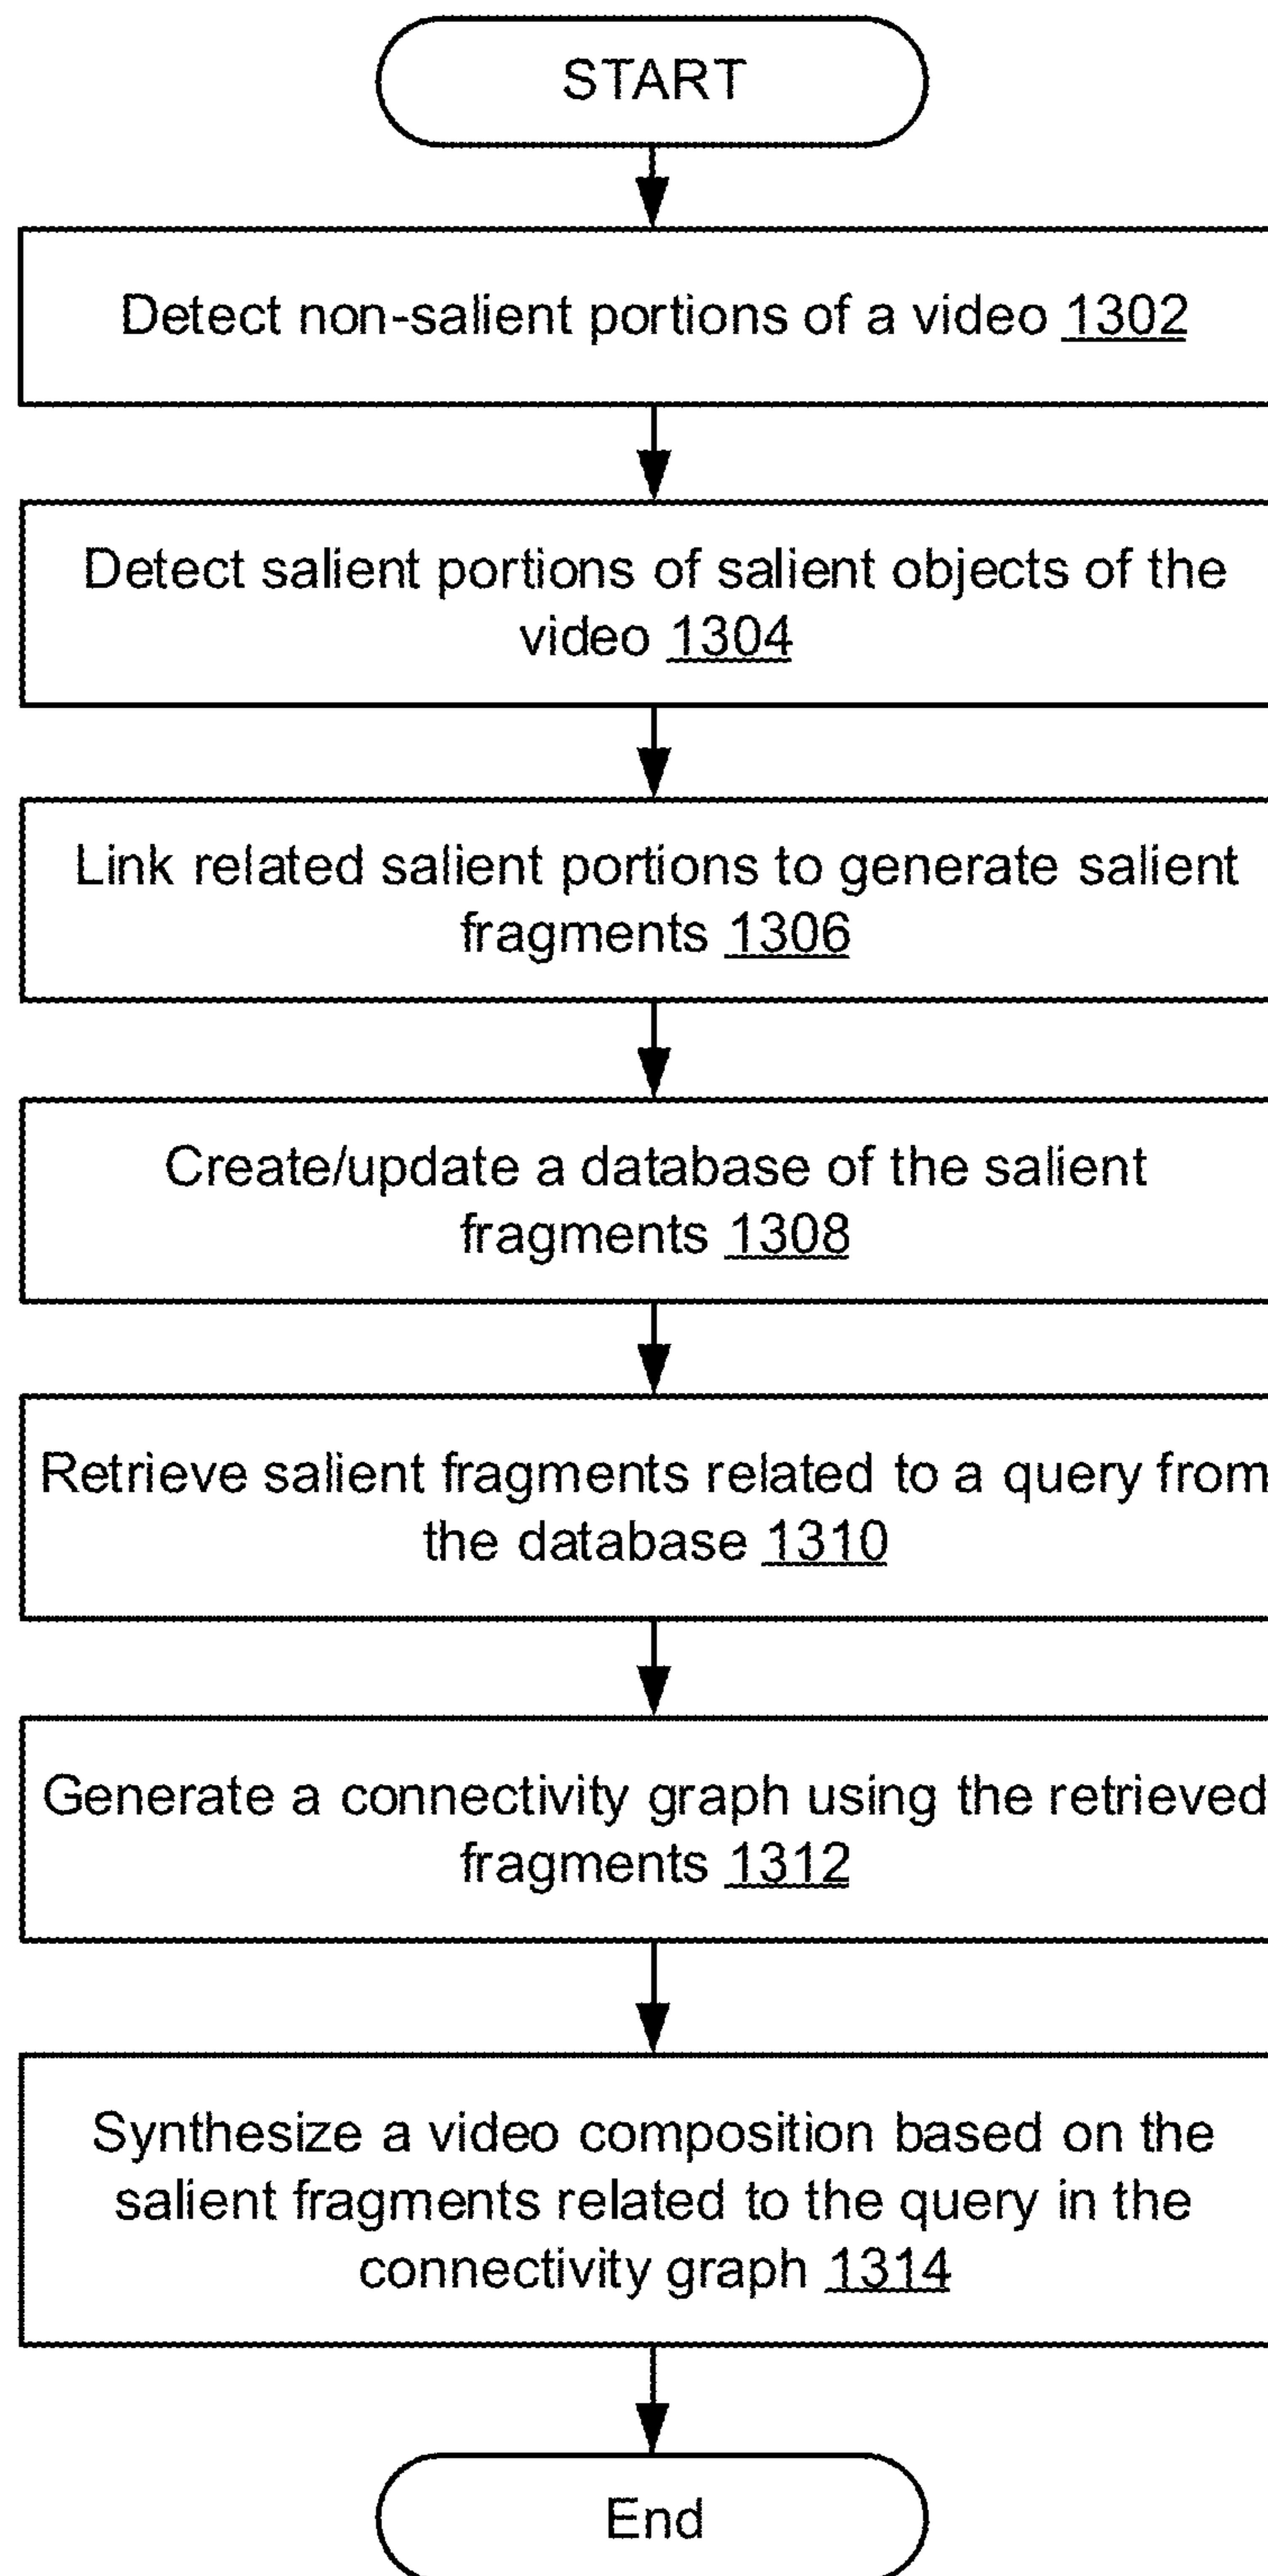 START
Detect non-salient portions of a video 1302
Detect salient portions of salient objects of the
video 1304
Link related salient portions to generate salient
fragments 1306
Create/update a database of the salient
fragments 1308
Retrieve salient fragments related to a query from
the database 1310
Generate a connectivity graph using the retrieved
fragments 1312
Synthesize a video composition based on the
salient fragments related to the query in the
connectivity graph 1314
End